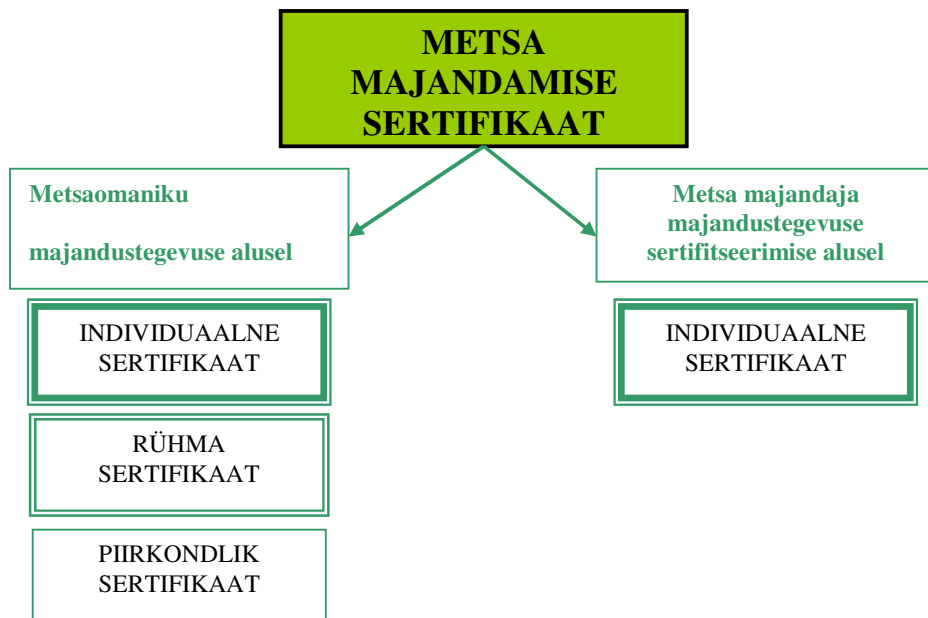 METSA
MAJANDAMISE
SERTIFIKAAT
Metsaomaniku
majandustegevuse alusel
INDIVIDUAALNE
SERTIFIKAAT
RÜHMA
SERTIFIKAAT
PIIRKONDLIK
SERTIFIKAAT
Metsa majandaja
majandustegevuse
sertifitseerimise alusel
INDIVIDUAALNE
SERTIFIKAAT